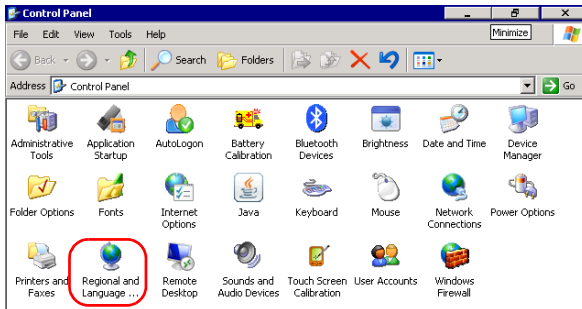 Control Panel
File Edit View Tools Help
Minimize
Back Search Folders
Address Control Panel Go
Administrative Tools
Application Startup
AutoLogon
Battery Calibration
Bluetooth Devices
Brightness
Date and Time
Device Manager
Folder Options
Fonts
Internet Options
Java
Keyboard
Mouse
Network Connections
Power Options
Printers and Faxes
Regional and Language ...
Remote Desktop
Sounds and Audio Devices
Touch Screen Calibration
User Accounts
Windows Firewall